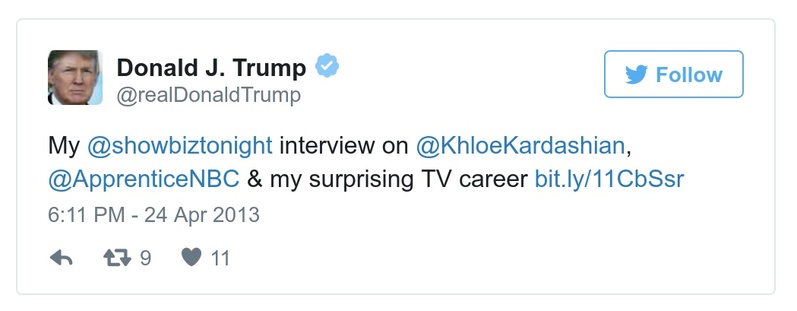 Donald J. Trump
@realDonaldTrump
Follow
My @showbiztonight interview on @KhloeKardashian,
@ApprenticeNBC & my surprising TV career bit.ly/11CbSsr
6:11 PM - 24 Apr 2013
9 11